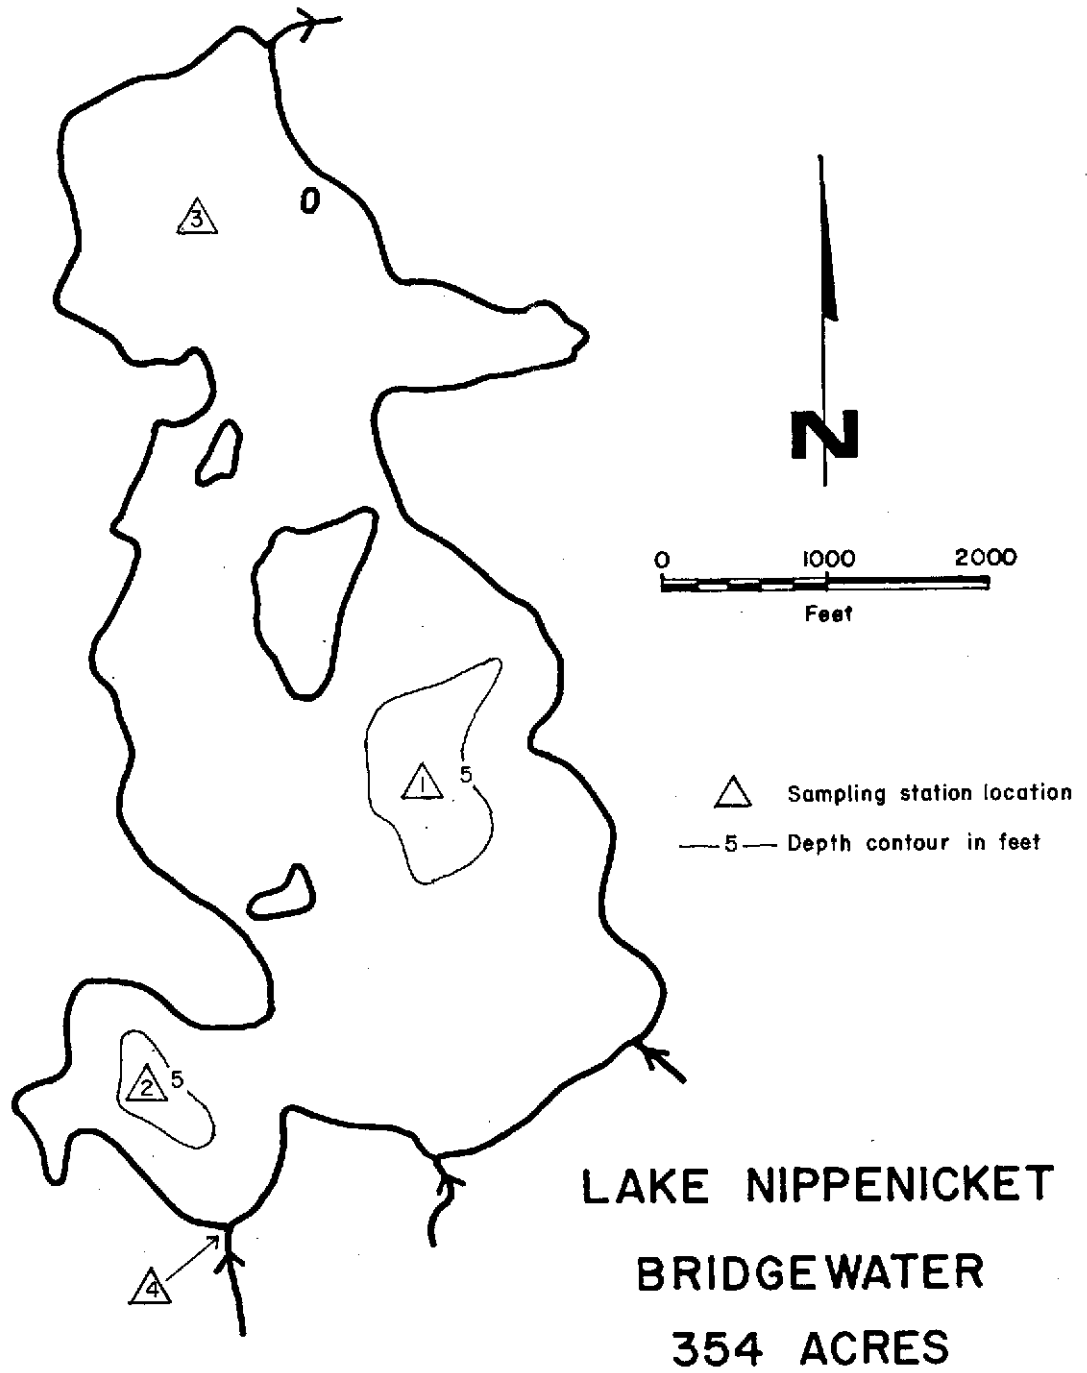 3
N
0 1000 2000
Feet
5
1
Sampling station location
5 Depth contour in feet
2
5
4
LAKE NIPPENICKET
BRIDGEWATER
354 ACRES